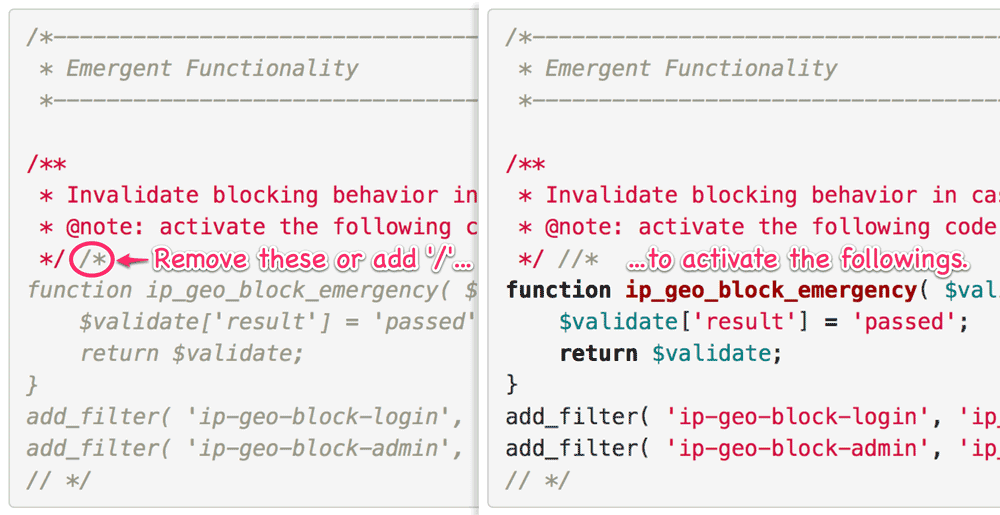 /*----------------------------------
 * Emergent Functionality
 *----------------------------------
/**
 * Invalidate blocking behavior in
 * @note: activate the following c
 */ /* Remove these or add '/'...
function ip_geo_block_emergency( $
    $validate['result'] = 'passed'
    return $validate;
}
add_filter( 'ip-geo-block-login',
add_filter( 'ip-geo-block-admin',
// */
/*-------------------------------------
 * Emergent Functionality
 *-------------------------------------
/**
 * Invalidate blocking behavior in cas
 * @note: activate the following code
 */ //* ...to activate the followings.
function ip_geo_block_emergency( $val
    $validate['result'] = 'passed';
    return $validate;
}
add_filter( 'ip-geo-block-login', 'ip_
add_filter( 'ip-geo-block-admin', 'ip_
// */